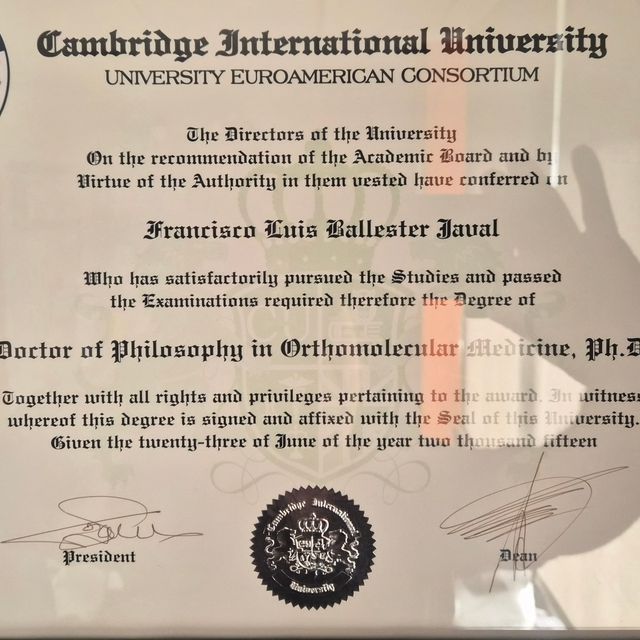 Cambridge International University
UNIVERSITY EUROAMERICAN CONSORTIUM
The Directors of the University
On the recommendation of the Academic Board and by
Virtue of the Authority in them vested have conferred on
Francisco Luis Ballester Javal
Who has satisfactorily pursued the Studies and passed
the Examinations required therefore the Degree of
Doctor of Philosophy in Orthomolecular Medicine, Ph.D
Together with all rights and privileges pertaining to the award. In witness
whereof this degree is signed and affixed with the Seal of this University.
Given the twenty-three of June of the year two thousand fifteen
President
Cambridge International
University
Dean